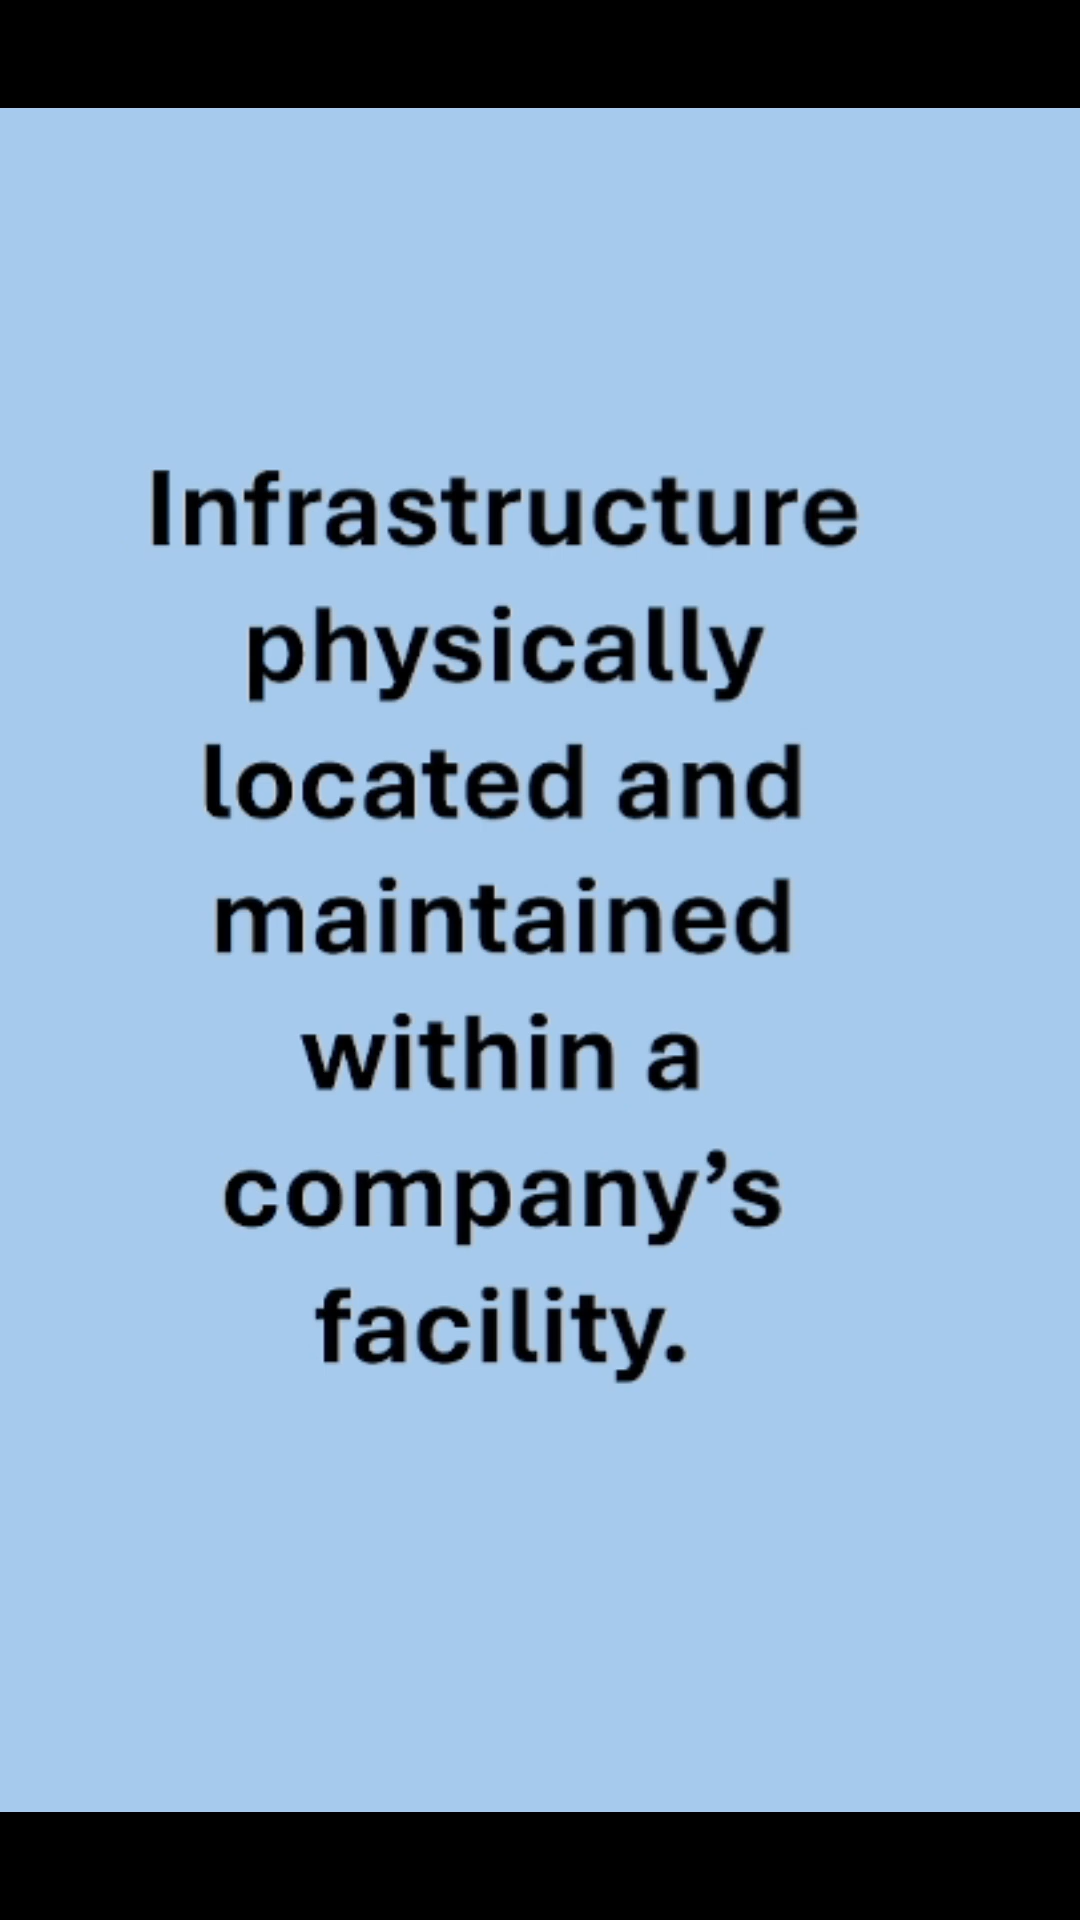 Infrastructure
physically
located and
maintained
within a
company’s
facility.